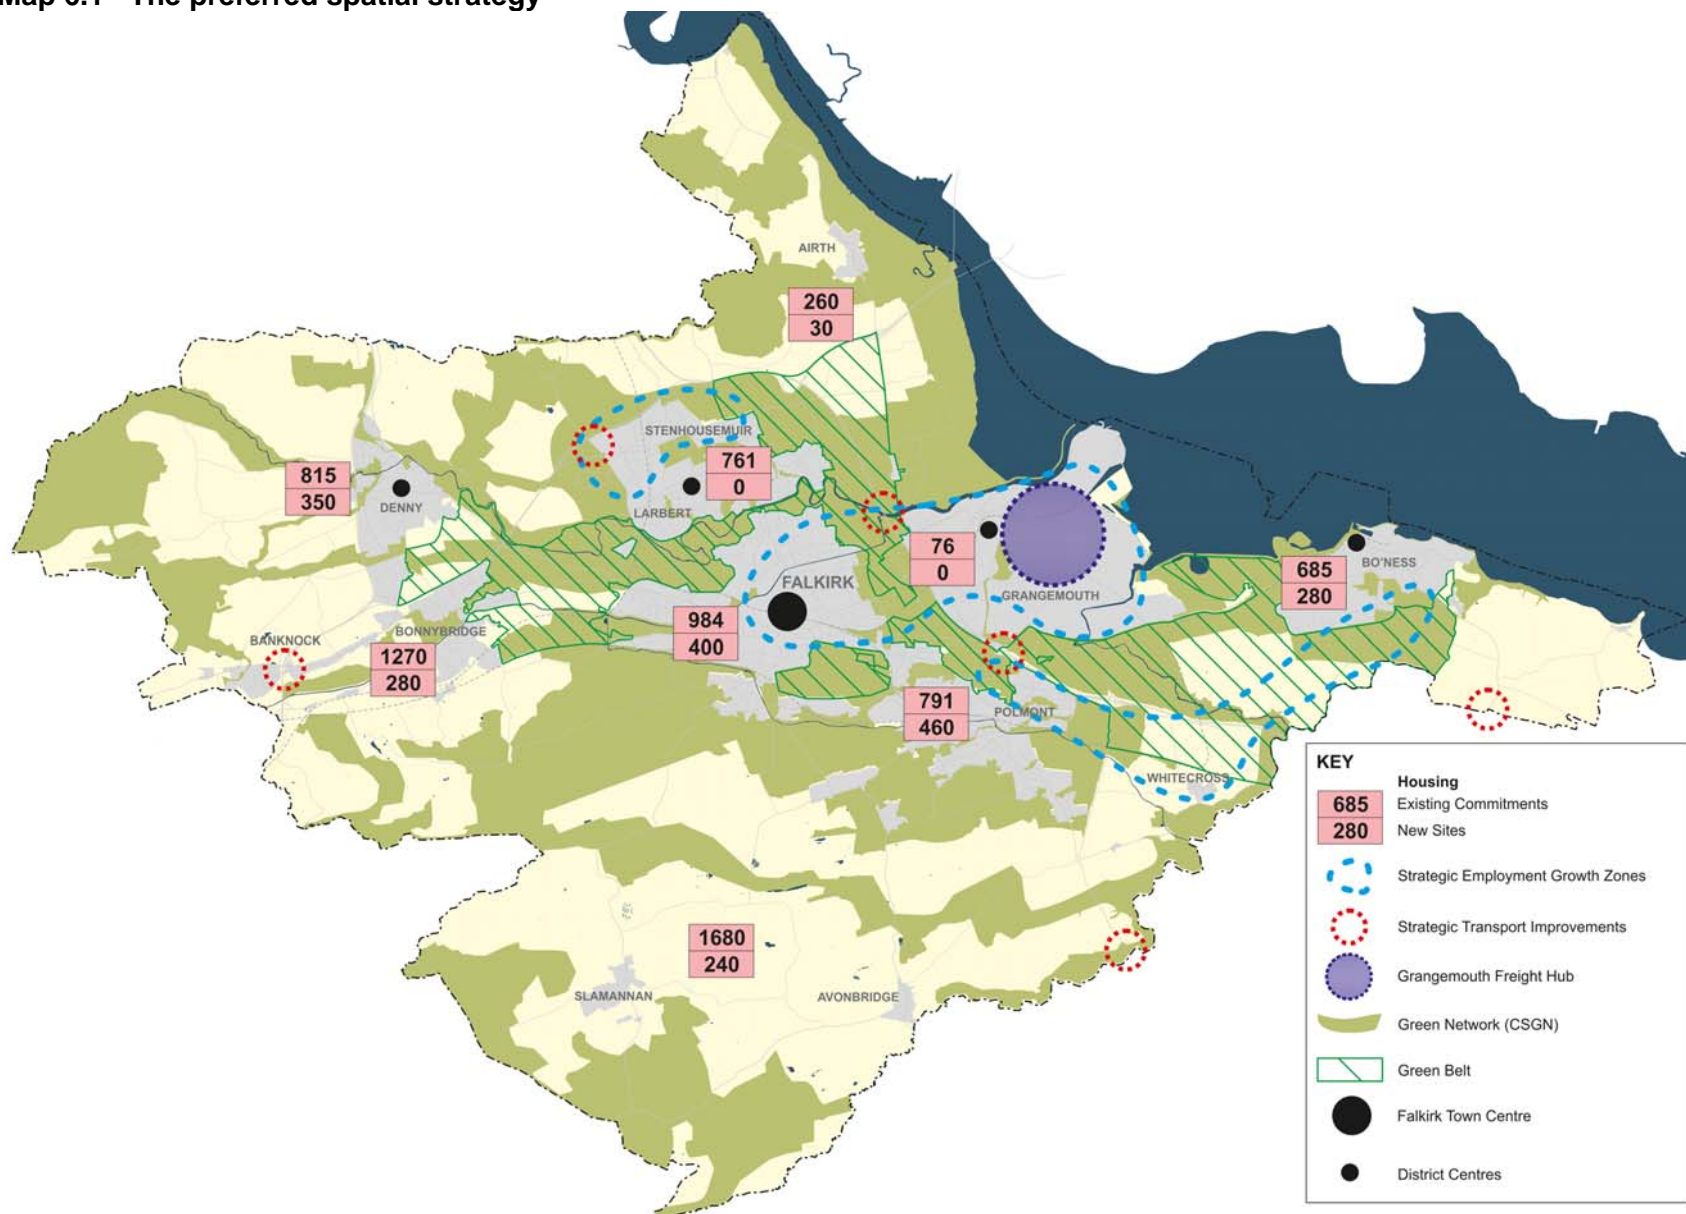 Map 6.1 The preferred spatial strategy
AIRTH
260
30
STENHOUSEMUIR
761
0
815
350
DENNY
LARBERT
76
0
FALKIRK
GRANGEMOUTH
685
280
BO'NESS
984
400
BANKNOCK
BONNYBRIDGE
1270
280
791
460
POLMONT
WHITECROSS
1680
240
SLAMANNAN
AVONBRIDGE
KEY
Housing
685 Existing Commitments
280 New Sites
Strategic Employment Growth Zones
Strategic Transport Improvements
Grangemouth Freight Hub
Green Network (CSGN)
Green Belt
Falkirk Town Centre
District Centres